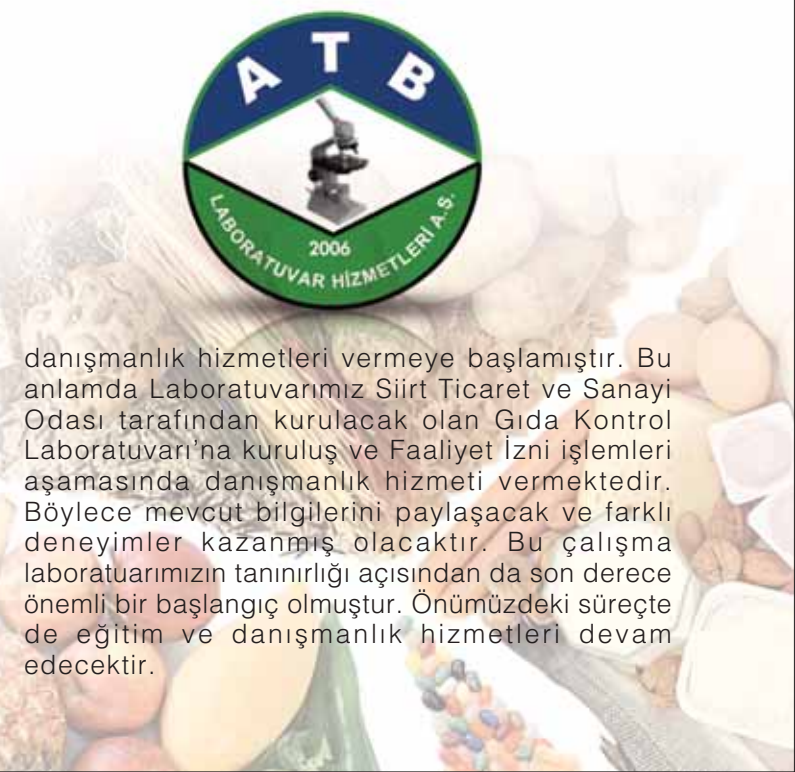 A T B
2006
LABORATUVAR HİZMETLERİ A.Ş.
danışmanlık hizmetleri vermeye başlamıştır. Bu
anlamda Laboratuvarımız Siirt Ticaret ve Sanayi
Odası tarafından kurulacak olan Gıda Kontrol
Laboratuvarı’na kuruluş ve Faaliyet İzni işlemleri
aşamasında danışmanlık hizmeti vermektedir.
Böylece mevcut bilgilerini paylaşacak ve farklı
deneyimler kazanmış olacaktır. Bu çalışma
laboratuarımızın tanınırlığı açısından da son derece
önemli bir başlangıç olmuştur. Önümüzdeki süreçte
de eğitim ve danışmanlık hizmetleri devam
edecektir.